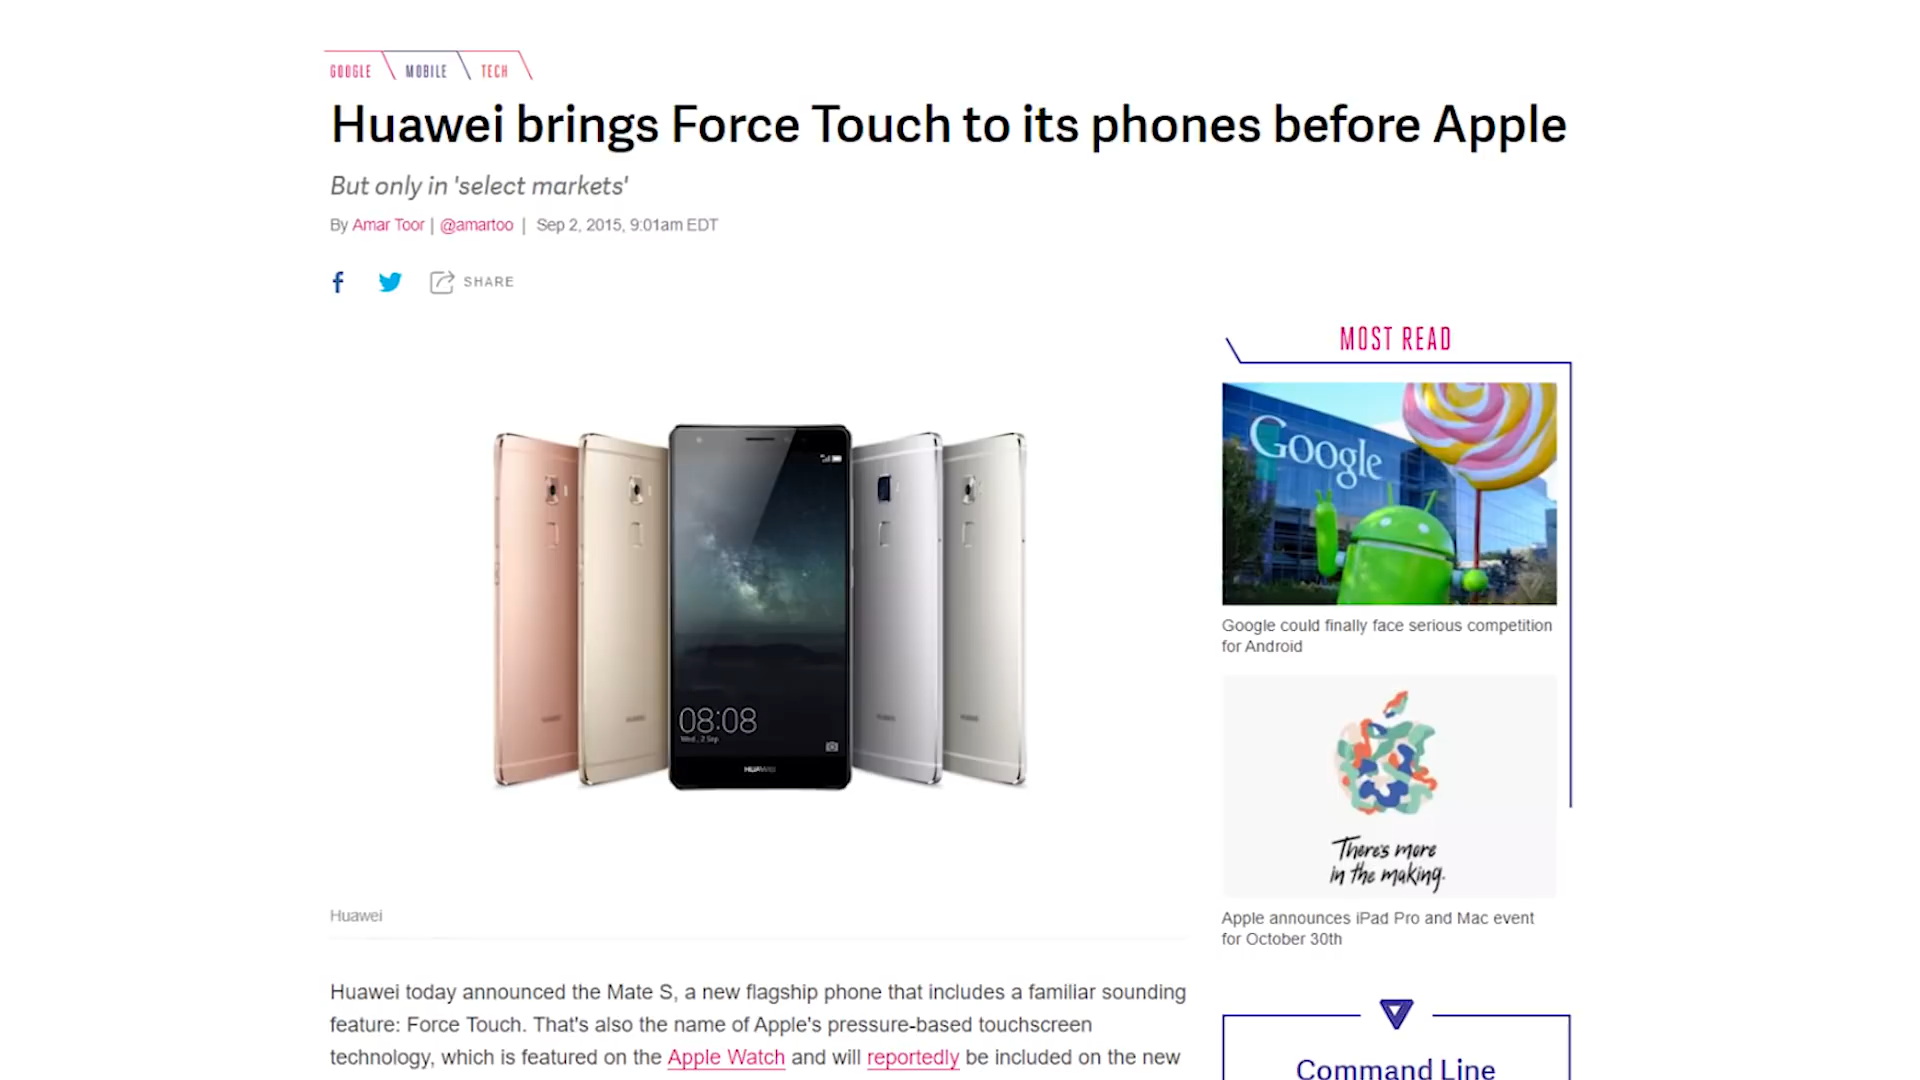 GOOGLE MOBILE TECH
Huawei brings Force Touch to its phones before Apple
But only in 'select markets'
By Amar Toor | @amartoo | Sep 2, 2015, 9:01am EDT
SHARE
MOST READ
Google
Google could finally face serious competition
for Android
08:08
Wed, 2 Sep
HUAWEI
There's more
in the making.
Huawei
Apple announces iPad Pro and Mac event
for October 30th
Huawei today announced the Mate S, a new flagship phone that includes a familiar sounding
feature: Force Touch. That's also the name of Apple's pressure-based touchscreen
technology, which is featured on the Apple Watch and will reportedly be included on the new
Command Line